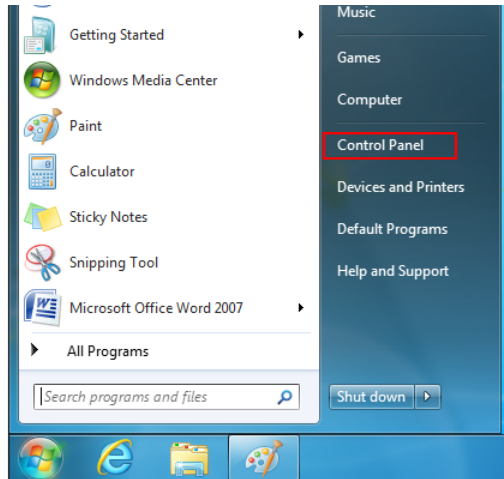 Getting Started
Windows Media Center
Paint
Calculator
Sticky Notes
Snipping Tool
Microsoft Office Word 2007
All Programs
Search programs and files
Music
Games
Computer
Control Panel
Devices and Printers
Default Programs
Help and Support
Shut down